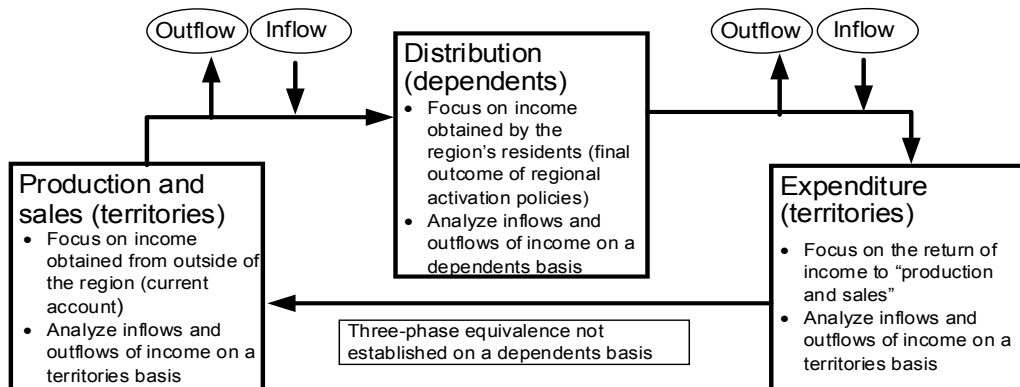 Outflow
Inflow
Outflow
Inflow
Distribution
(dependents)
• Focus on income
obtained by the
region's residents (final
outcome of regional
activation policies)
• Analyze inflows and
outflows of income on a
dependents basis
Production and
sales (territories)
• Focus on income
obtained from outside of
the region (current
account)
• Analyze inflows and
outflows of income on a
territories basis
Expenditure
(territories)
• Focus on the return of
income to “production
and sales”
• Analyze inflows and
outflows of income on a
territories basis
Three-phase equivalence not
established on a dependents basis